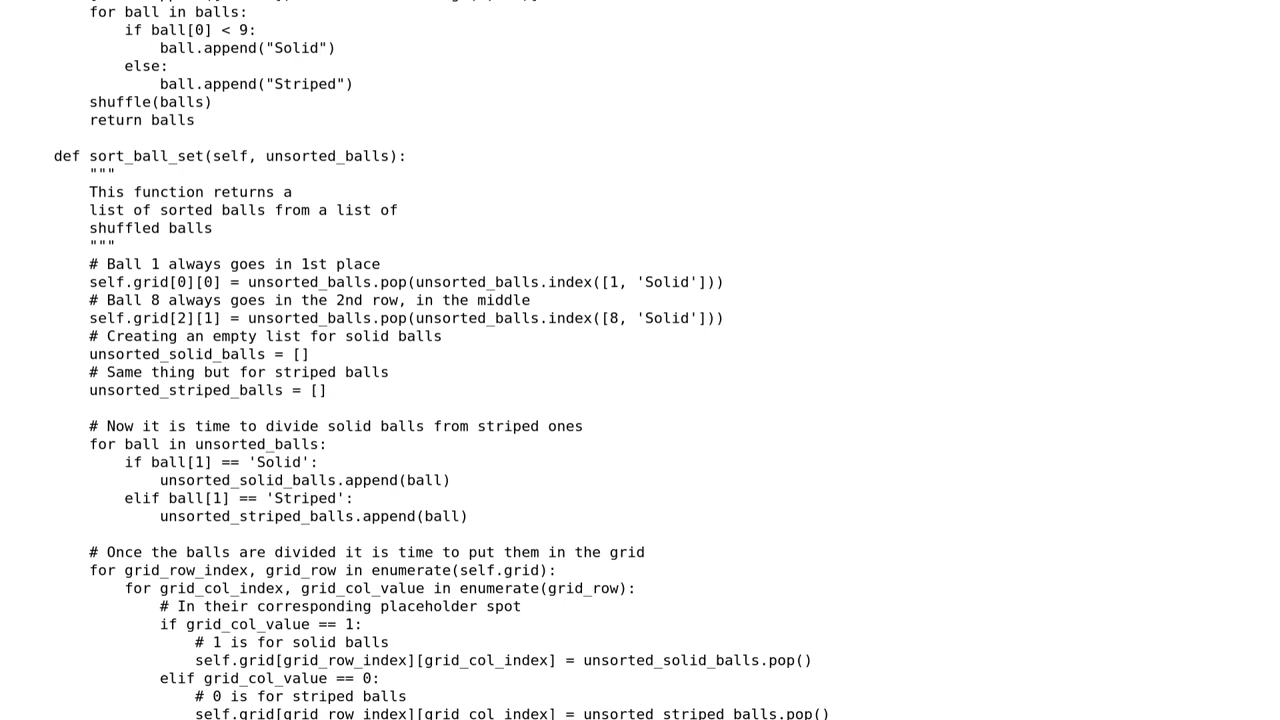 for ball in balls:
if ball[0] < 9:
ball.append("Solid")
else:
ball.append("Striped")
shuffle(balls)
return balls
def sort_ball_set(self, unsorted_balls):
"""
This function returns a
list of sorted balls from a list of
shuffled balls
"""
# Ball 1 always goes in 1st place
self.grid[0][0] = unsorted_balls.pop(unsorted_balls.index([1, 'Solid']))
# Ball 8 always goes in the 2nd row, in the middle
self.grid[2][1] = unsorted_balls.pop(unsorted_balls.index([8, 'Solid']))
# Creating an empty list for solid balls
unsorted_solid_balls = []
# Same thing but for striped balls
unsorted_striped_balls = []
# Now it is time to divide solid balls from striped ones
for ball in unsorted_balls:
if ball[1] == 'Solid':
unsorted_solid_balls.append(ball)
elif ball[1] == 'Striped':
unsorted_striped_balls.append(ball)
# Once the balls are divided it is time to put them in the grid
for grid_row_index, grid_row in enumerate(self.grid):
for grid_col_index, grid_col_value in enumerate(grid_row):
# In their corresponding placeholder spot
if grid_col_value == 1:
# 1 is for solid balls
self.grid[grid_row_index][grid_col_index] = unsorted_solid_balls.pop()
elif grid_col_value == 0:
# 0 is for striped balls
self.grid[grid_row_index][grid_col_index] = unsorted_striped_balls.pop()